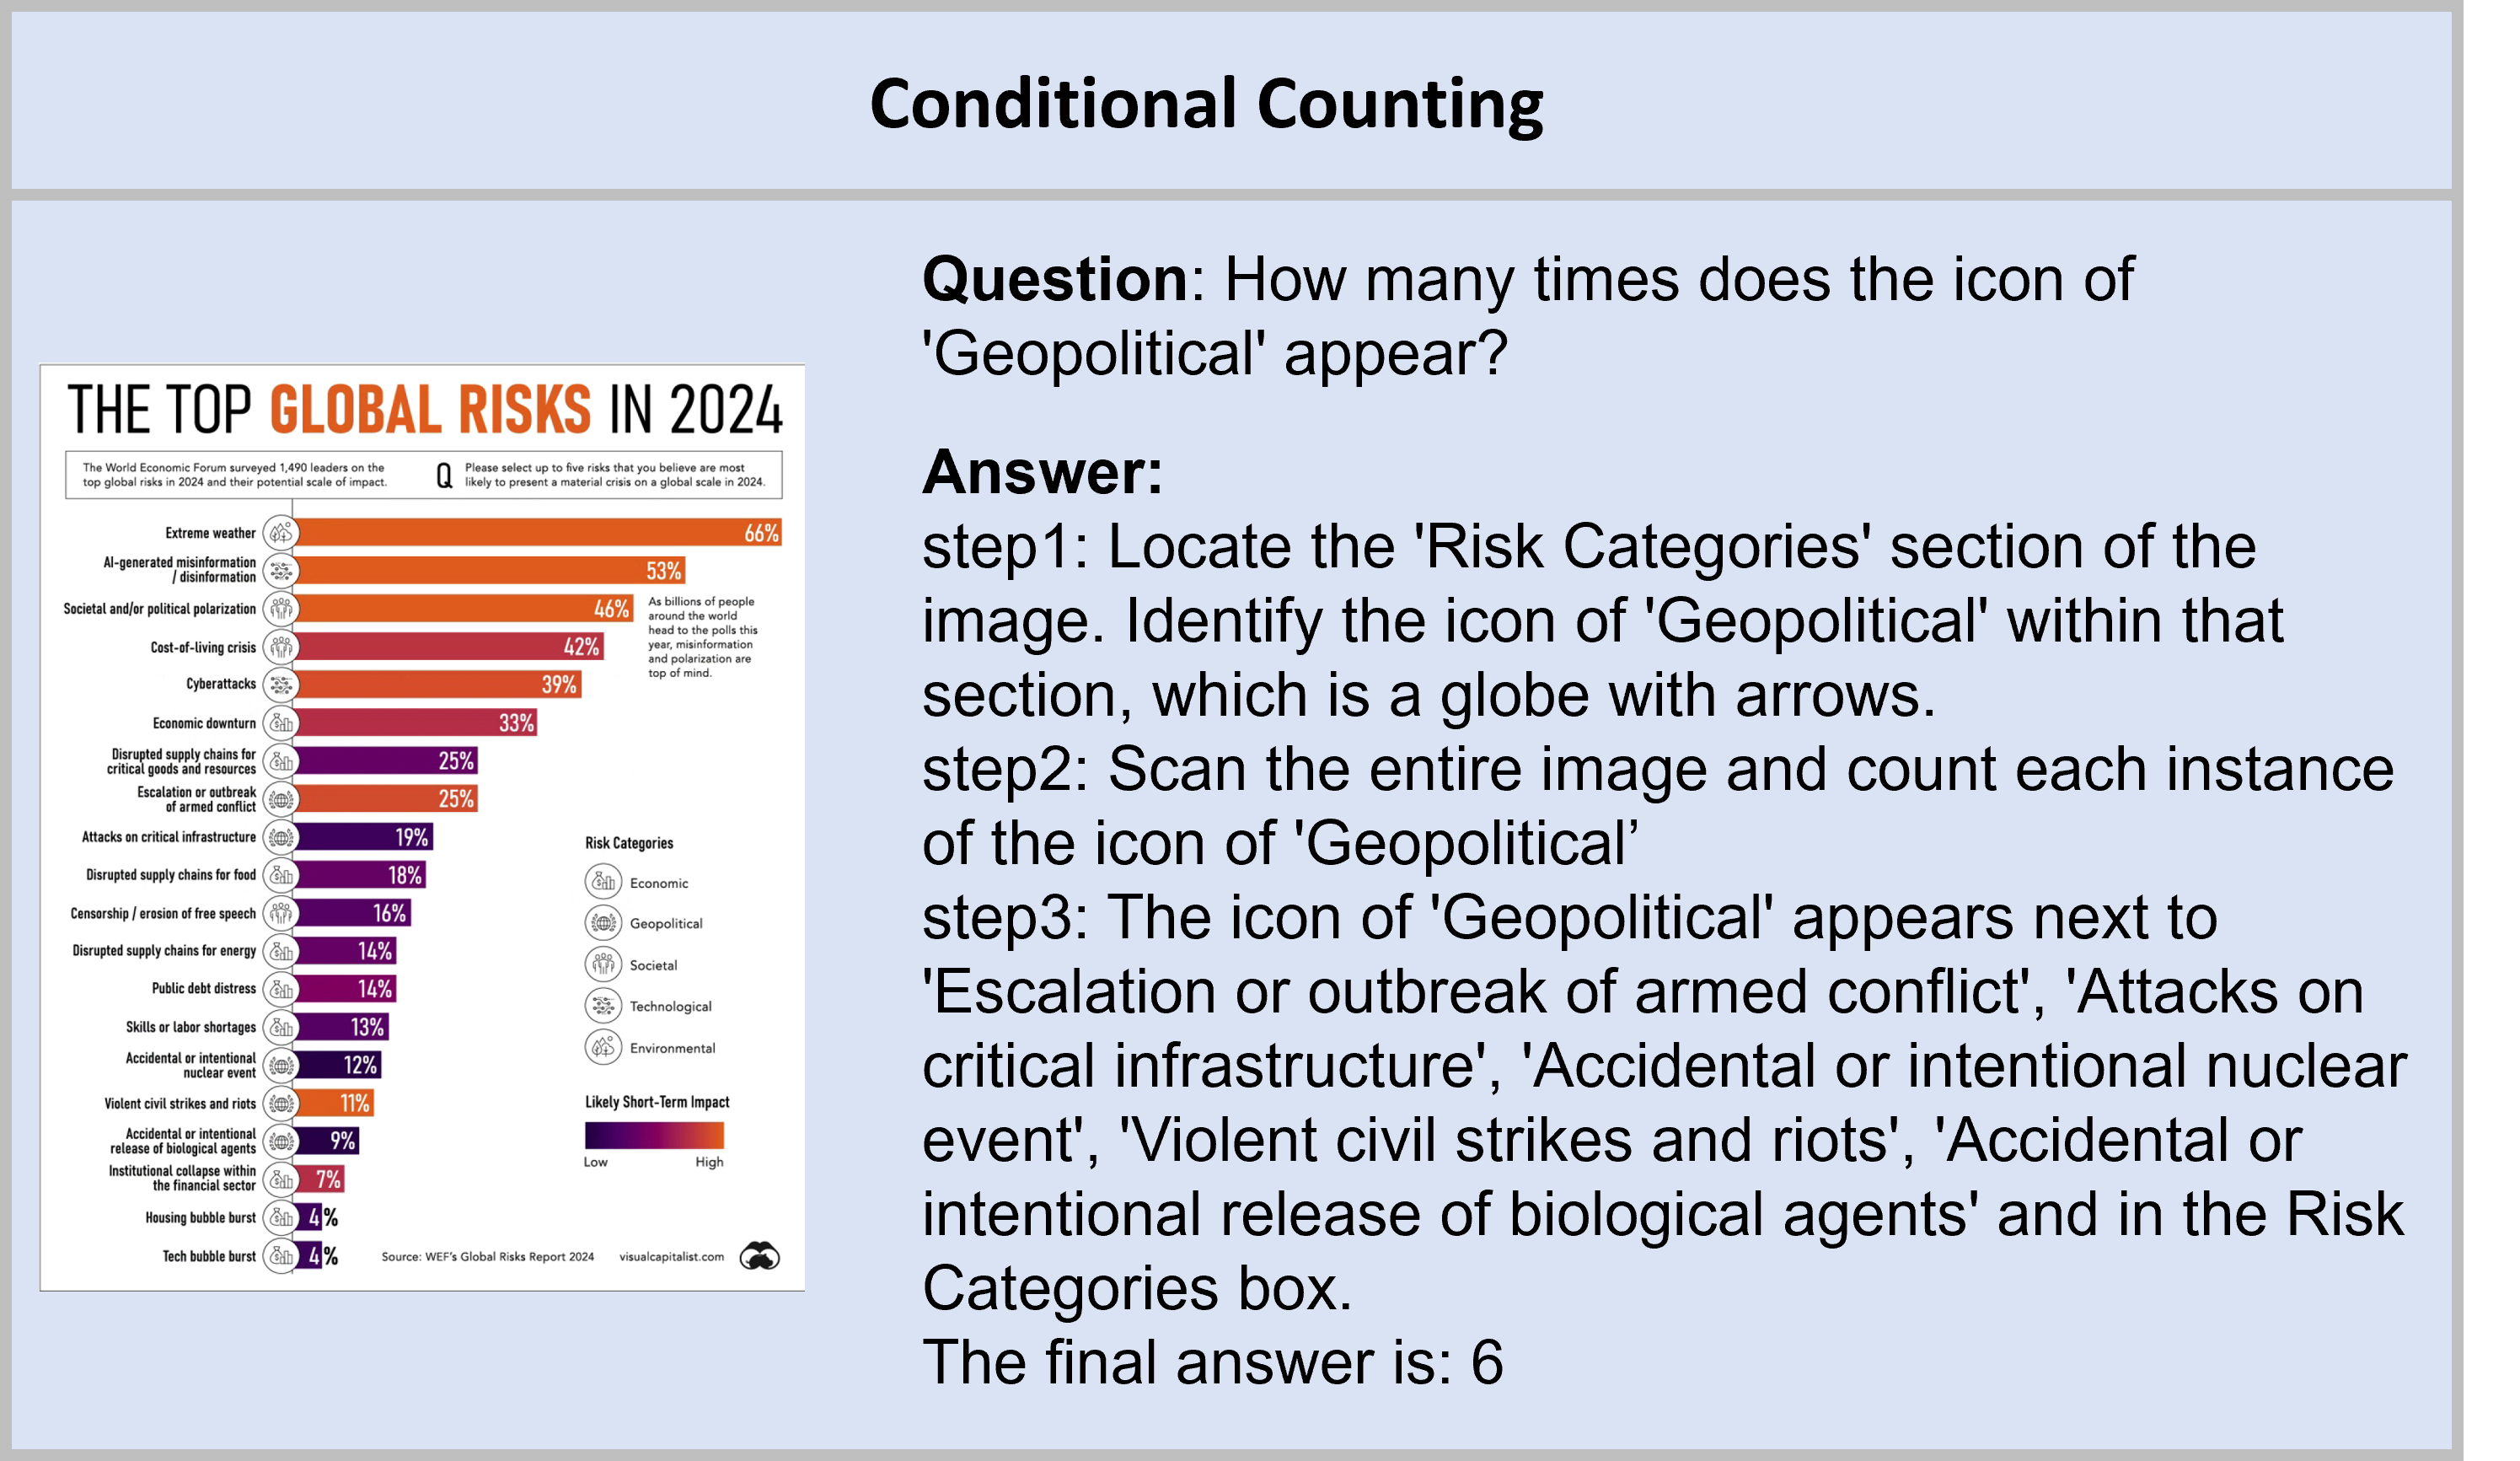 Conditional Counting
THE TOP GLOBAL RISKS IN 2024
The World Economic Forum surveyed 1,490 leaders on the
top global risks in 2024 and their potential scale of impact.
Q
Please select up to five risks that you believe are most
likely to present a material crisis on a global scale in 2024.
Extreme weather 66%
AI-generated misinformation
/ disinformation 53%
Societal and/or political polarization 46%
As billions of people
around the world
head to the polls this
year, misinformation
and polarization are
top of mind.
Cost-of-living crisis 42%
Cyberattacks 39%
Economic downturn 33%
Disrupted supply chains for
critical goods and resources 25%
Escalation or outbreak
of armed conflict 25%
Attacks on critical infrastructure 19%
Disrupted supply chains for food 18%
Censorship / erosion of free speech 16%
Disrupted supply chains for energy 14%
Public debt distress 14%
Skills or labor shortages 13%
Accidental or intentional
nuclear event 12%
Violent civil strikes and riots 11%
Accidental or intentional
release of biological agents 9%
Institutional collapse within
the financial sector 7%
Housing bubble burst 4%
Tech bubble burst 4%
Risk Categories
Economic
Geopolitical
Societal
Technological
Environmental
Likely Short-Term Impact
Low High
Source: WEF's Global Risks Report 2024 visualcapitalist.com
Question: How many times does the icon of
'Geopolitical' appear?
Answer:
step1: Locate the 'Risk Categories' section of the
image. Identify the icon of 'Geopolitical' within that
section, which is a globe with arrows.
step2: Scan the entire image and count each instance
of the icon of 'Geopolitical’
step3: The icon of 'Geopolitical' appears next to
'Escalation or outbreak of armed conflict', 'Attacks on
critical infrastructure', 'Accidental or intentional nuclear
event', 'Violent civil strikes and riots', 'Accidental or
intentional release of biological agents' and in the Risk
Categories box.
The final answer is: 6